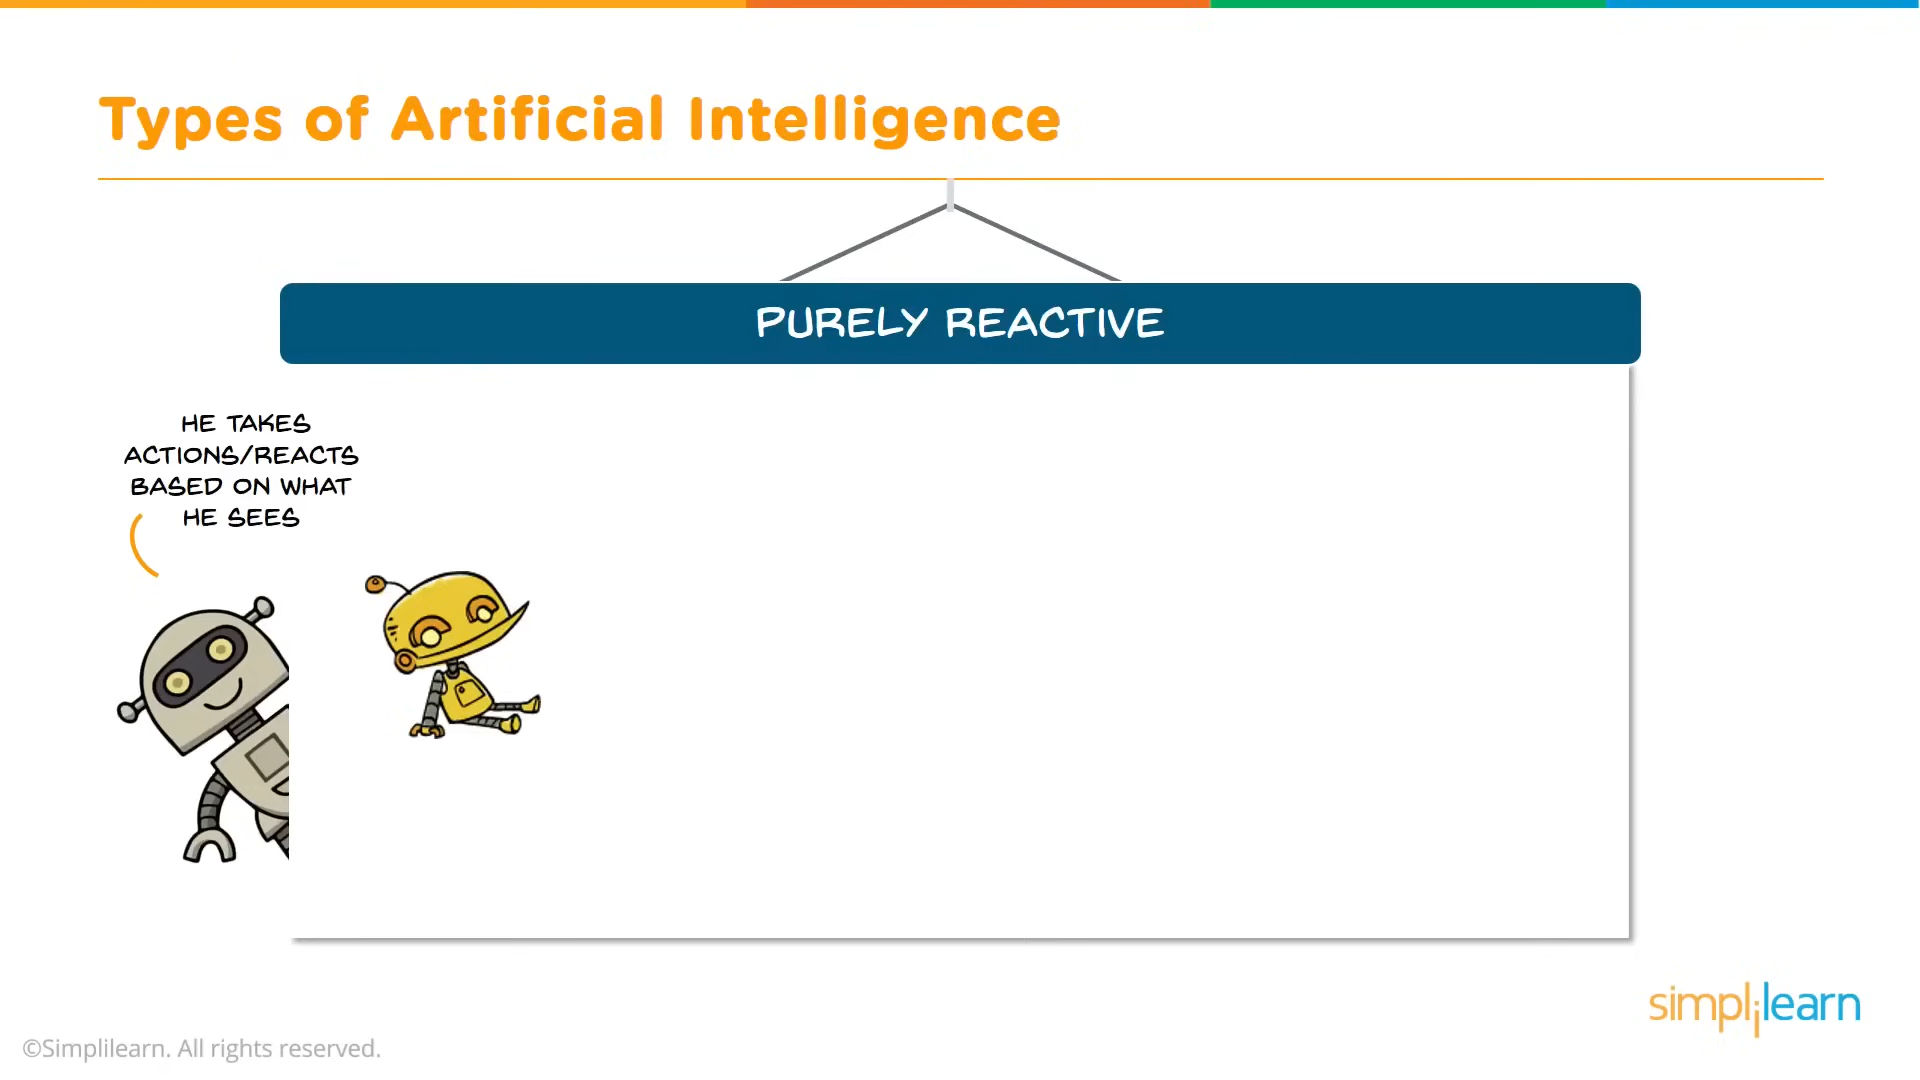 Types of Artificial Intelligence
PURELY REACTIVE
HE TAKES
ACTIONS/REACTS
BASED ON WHAT
HE SEES
simplilearn
©Simplilearn. All rights reserved.